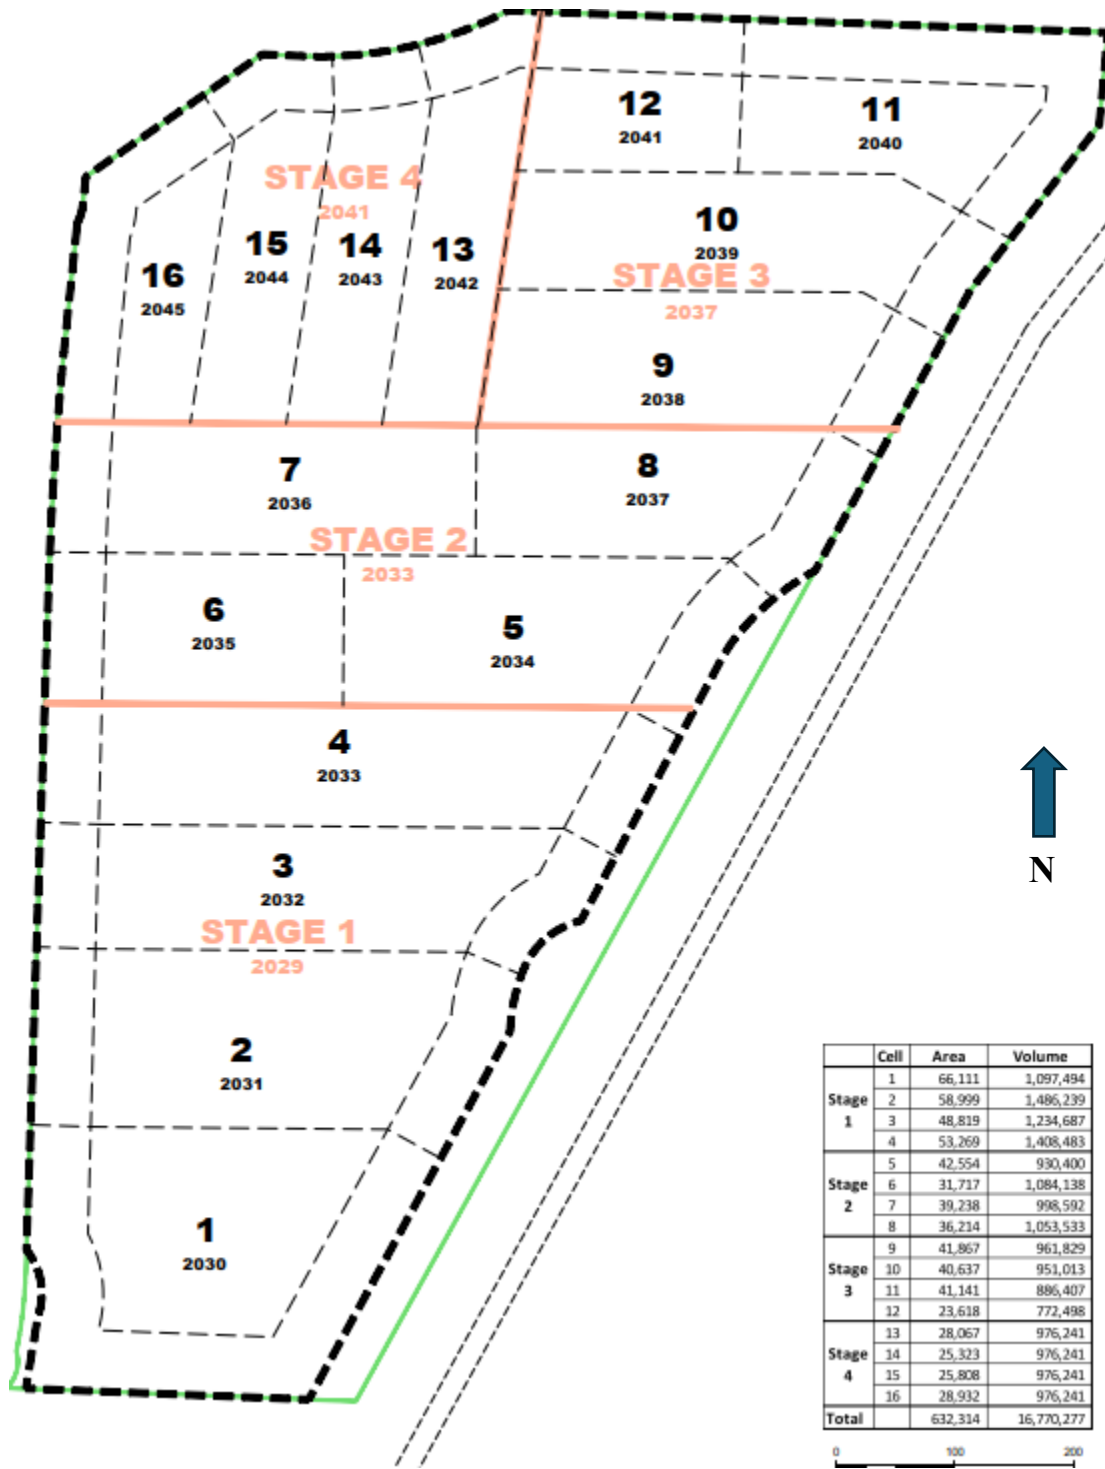 12
2041
11
2040
STAGE 4
2041
10
2039
15
2044
14
2043
13
2042
16
2045
STAGE 3
2037
9
2038
7
2036
8
2037
STAGE 2
2033
6
2035
5
2034
4
2033
3
2032
STAGE 1
2029
2
2031
1
2030
N
Cell Area Volume
Stage 1
1 66,111 1,097,494
2 58,999 1,486,239
3 48,819 1,234,687
4 53,269 1,408,483
Stage 2
5 42,554 930,400
6 31,717 1,084,138
7 39,238 998,592
8 36,214 1,053,533
Stage 3
9 41,867 961,829
10 40,637 951,013
11 41,141 886,407
12 23,618 772,498
Stage 4
13 28,067 976,241
14 25,323 976,241
15 25,808 976,241
16 28,932 976,241
Total 632,314 16,770,277
0 100 200